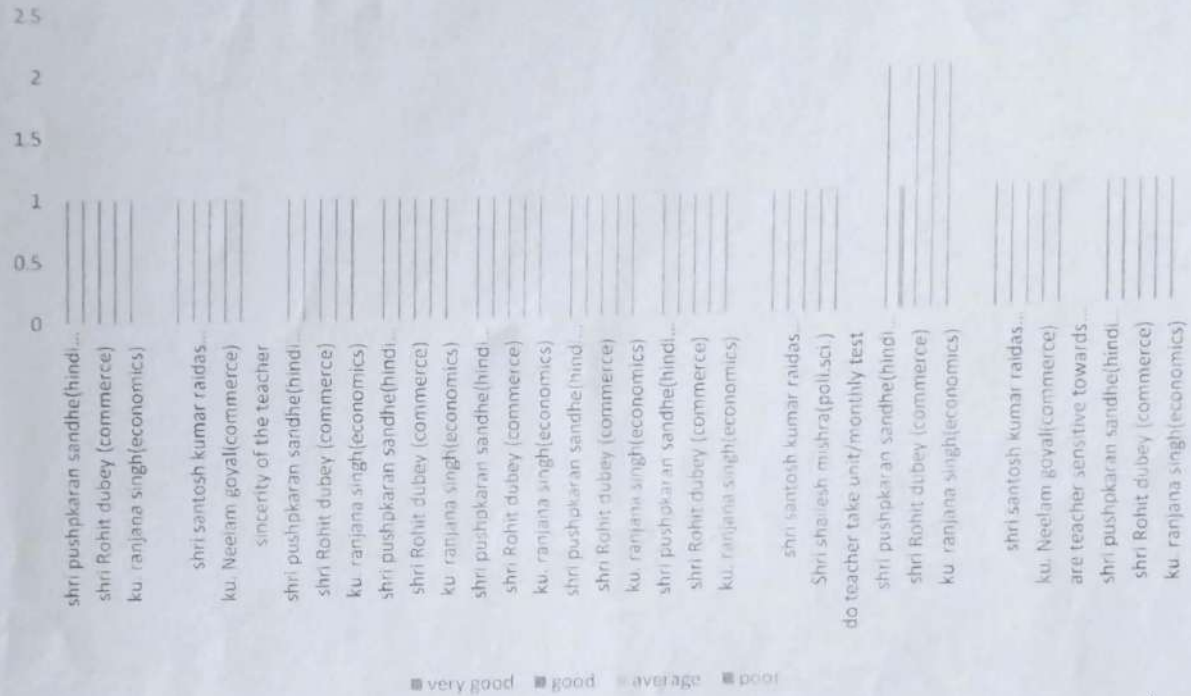 2.5
2
1.5
1
0.5
0
shri pushpkaran sandhe(hindi...
shri Rohit dubey (commerce)
ku. ranjana singh(economics)
shri santosh kumar raidas...
ku. Neelam goyal(commerce)
sincerity of the teacher
shri pushpkaran sandhe(hindi...
shri Rohit dubey (commerce)
ku. ranjana singh(economics)
shri pushpkaran sandhe(hindi...
shri Rohit dubey (commerce)
ku. ranjana singh(economics)
shri pushpkaran sandhe(hindi...
shri Rohit dubey (commerce)
ku. ranjana singh(economics)
shri pushpkaran sandhe(hindi...
shri Rohit dubey (commerce)
ku. ranjana singh(economics)
shri pushpkaran sandhe(hindi...
shri Rohit dubey (commerce)
ku. ranjana singh(economics)
shri santosh kumar raidas...
Shri shailesh mishra(poli.sci )
do teacher take unit/monthly test
shri pushpkaran sandhe(hindi...
shri Rohit dubey (commerce)
ku. ranjana singh(economics)
shri santosh kumar raidas...
ku. Neelam goyal(commerce)
are teacher sensitive towards...
shri pushpkaran sandhe(hindi...
shri Rohit dubey (commerce)
ku. ranjana singh(economics)
very good good average poor